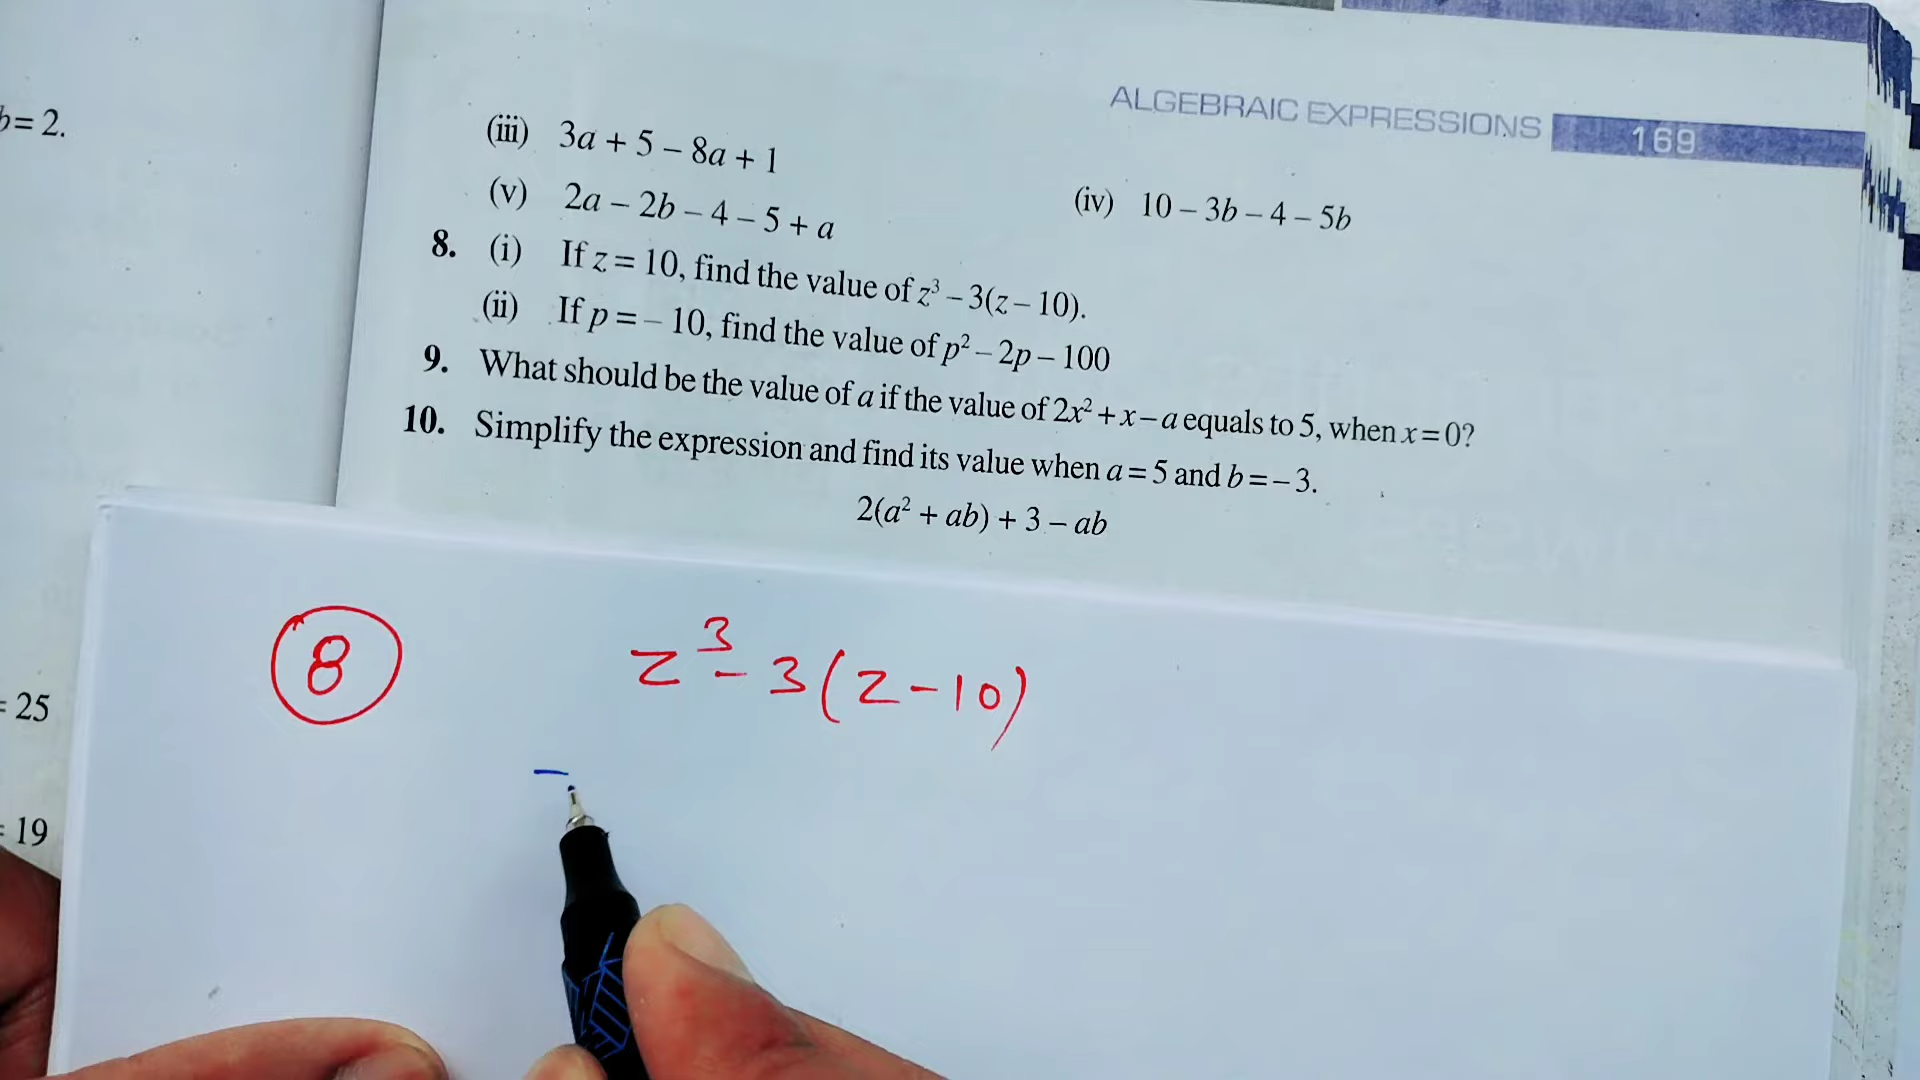 ALGEBRAIC EXPRESSIONS 169
b = 2.
(iii) 3a + 5 – 8a + 1
(iv) 10 – 3b – 4 – 5b
(v) 2a – 2b – 4 – 5 + a
8. (i) If z = 10, find the value of z³ – 3(z – 10).
(ii) If p = – 10, find the value of p² – 2p – 100
9. What should be the value of a if the value of 2x² + x – a equals to 5, when x = 0?
10. Simplify the expression and find its value when a = 5 and b = – 3.
2(a² + ab) + 3 – ab
8 z³ - 3(z - 10)
= 25
= 19